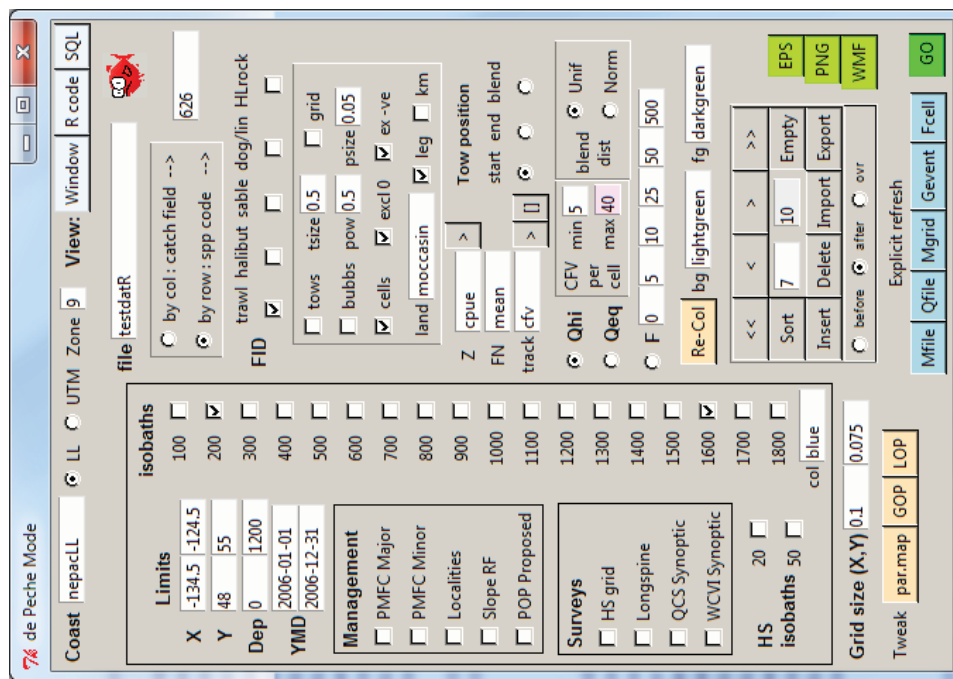 de Peche Mode
Coast nepacLL LL UTM Zone 9 View: Window R code SQL
Limits
X -134.5 -124.5
Y 48 55
Dep 0 1200
YMD 2006-01-01
2006-12-31
Management
PMFC Major
PMFC Minor
Localities
Slope RF
POP Proposed
Surveys
HS grid
Longspine
QCS Synoptic
WCVI Synoptic
HS 20
isobaths 50
isobaths
100
200
300
400
500
600
700
800
900
1000
1100
1200
1300
1400
1500
1600
1700
1800
col blue
Grid size (X,Y) 0.1 0.075
Tweak par.map GOP LOP
file testdatR
by col : catch field -->
by row : spp code -->
626
trawl halibut sable dog/lin HLrock
FID
tows tsize 0.5 grid
bubbs pow 0.5 psize 0.05
cells excl 0 ex -ve
land moccasin leg km
Z cpue >
FN mean
track cfv > []
Tow position
start end blend
Qhi
Qeq
CFV
per
cell
min 5
max 40
blend
dist
Unif
Norm
F 0 5 10 25 50 500
Re-Col bg lightgreen fg darkgreen
<< < > >>
Sort 7 10 Empty
Insert Delete Import Export
before after ovr
EPS
PNG
WMF
Explicit refresh
Mfile Qfile Mgrid Gevent Fcell GO